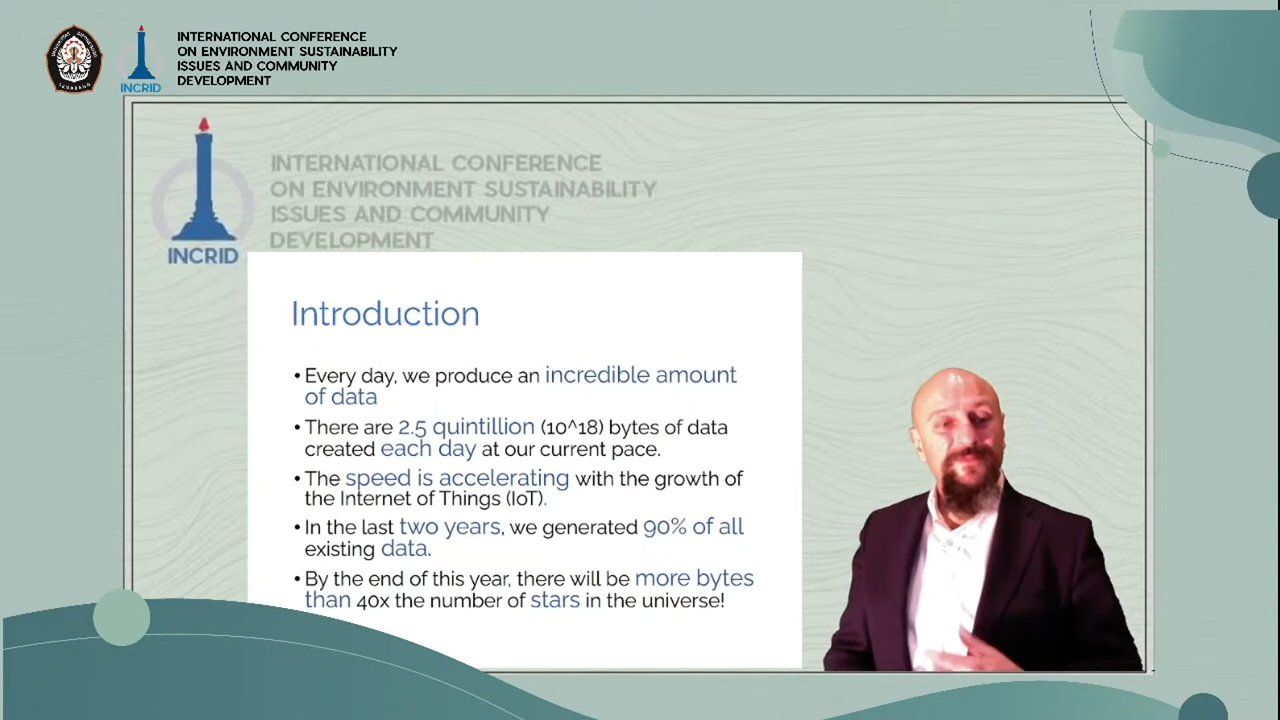 INTERNATIONAL CONFERENCE
ON ENVIRONMENT SUSTAINABILITY
ISSUES AND COMMUNITY
DEVELOPMENT
INCRID
INTERNATIONAL CONFERENCE
ON ENVIRONMENT SUSTAINABILITY
ISSUES AND COMMUNITY
DEVELOPMENT
INCRID
Introduction
• Every day, we produce an incredible amount
of data
• There are 2.5 quintillion (10^18) bytes of data
created each day at our current pace.
• The speed is accelerating with the growth of
the Internet of Things (IoT).
• In the last two years, we generated 90% of all
existing data.
• By the end of this year, there will be more bytes
than 40x the number of stars in the universe!